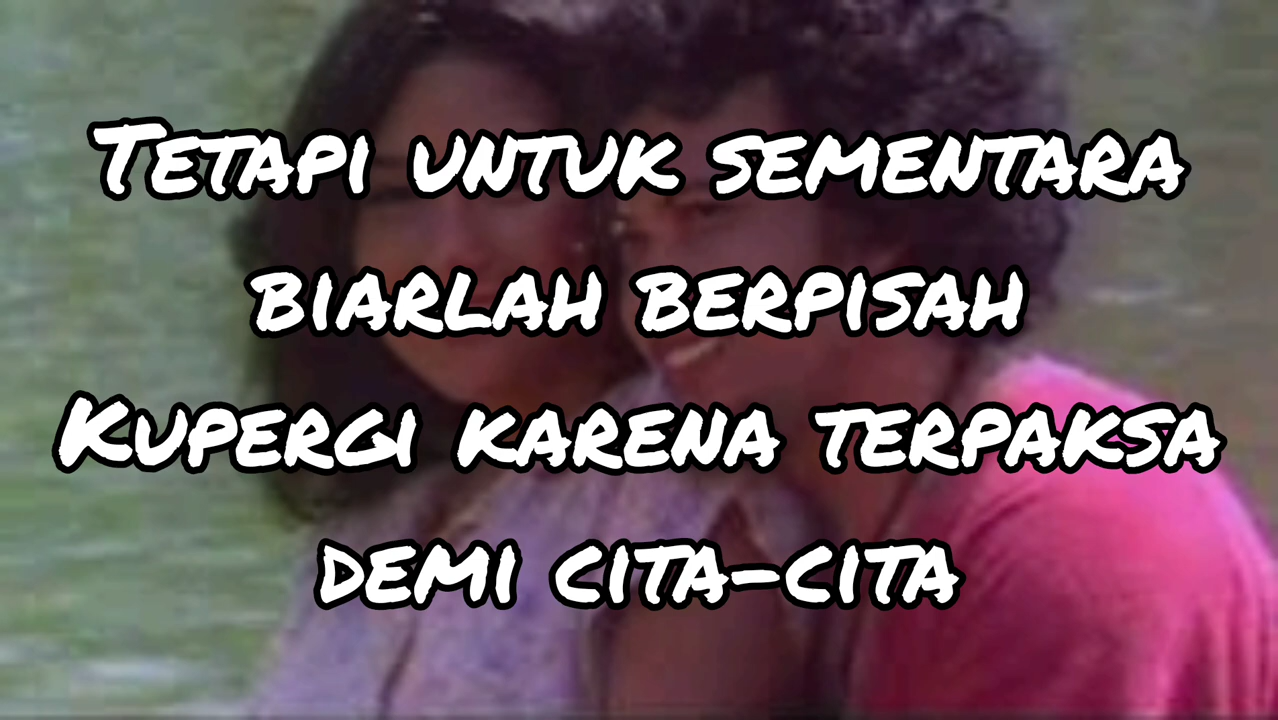 Tetapi untuk sementara
biarlah berpisah
Kupergi karena terpaksa
demi cita-cita